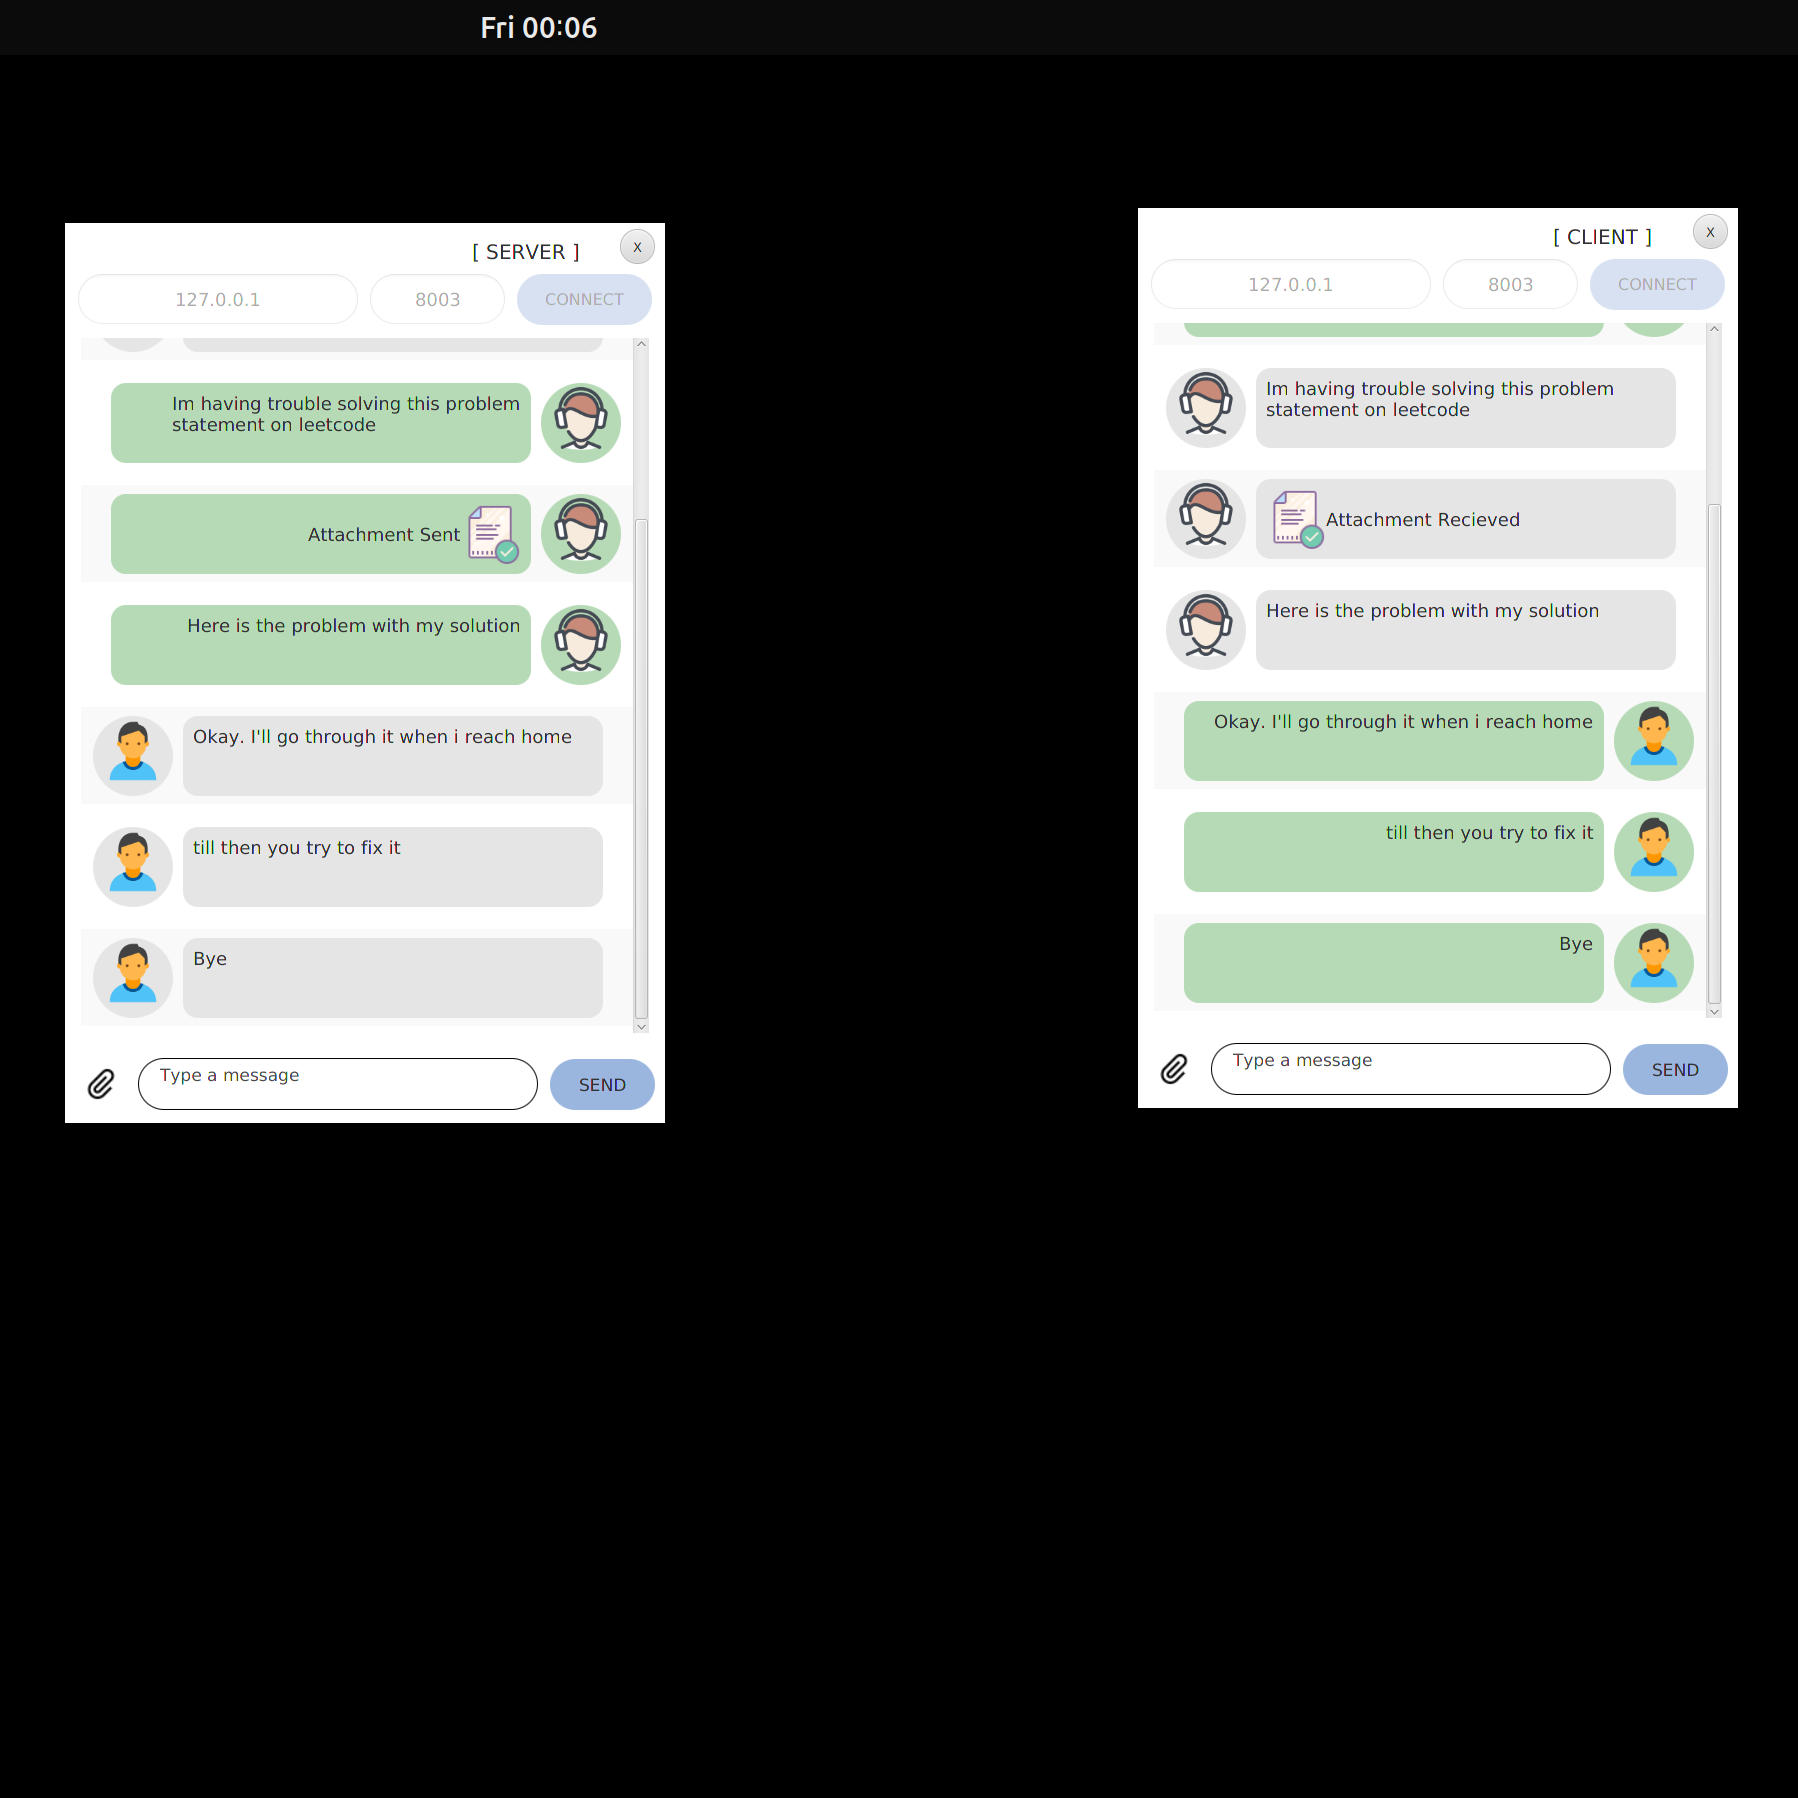 Fri 00:06
[ SERVER ]
X
127.0.0.1
8003
CONNECT
Im having trouble solving this problem
statement on leetcode
Attachment Sent
Here is the problem with my solution
Okay. I'll go through it when i reach home
till then you try to fix it
Bye
Type a message
SEND
[ CLIENT ]
X
127.0.0.1
8003
CONNECT
Im having trouble solving this problem
statement on leetcode
Attachment Recieved
Here is the problem with my solution
Okay. I'll go through it when i reach home
till then you try to fix it
Bye
Type a message
SEND